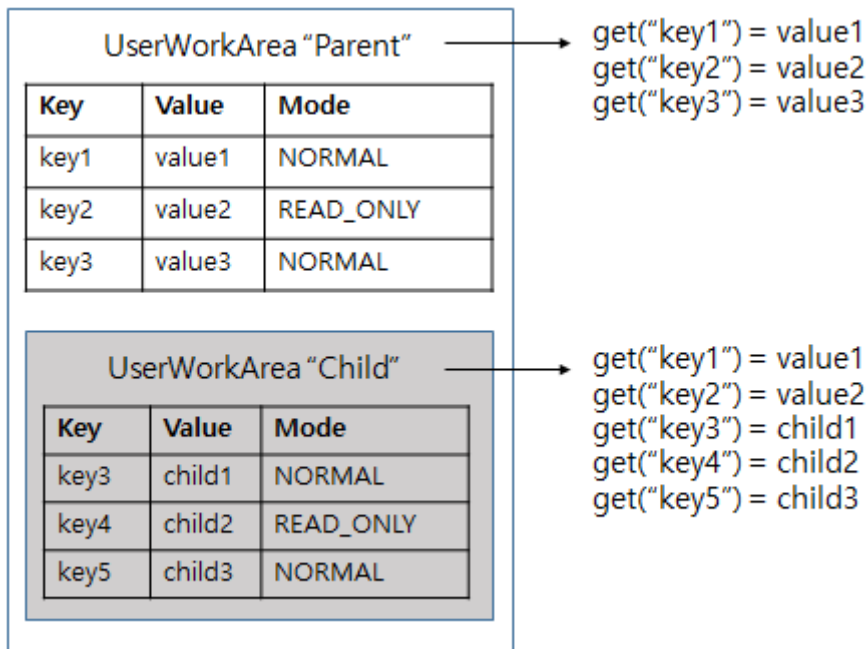 UserWorkArea “Parent”
Key Value Mode
key1 value1 NORMAL
key2 value2 READ_ONLY
key3 value3 NORMAL
get(“key1”) = value1
get(“key2”) = value2
get(“key3”) = value3
UserWorkArea “Child”
Key Value Mode
key3 child1 NORMAL
key4 child2 READ_ONLY
key5 child3 NORMAL
get(“key1”) = value1
get(“key2”) = value2
get(“key3”) = child1
get(“key4”) = child2
get(“key5”) = child3